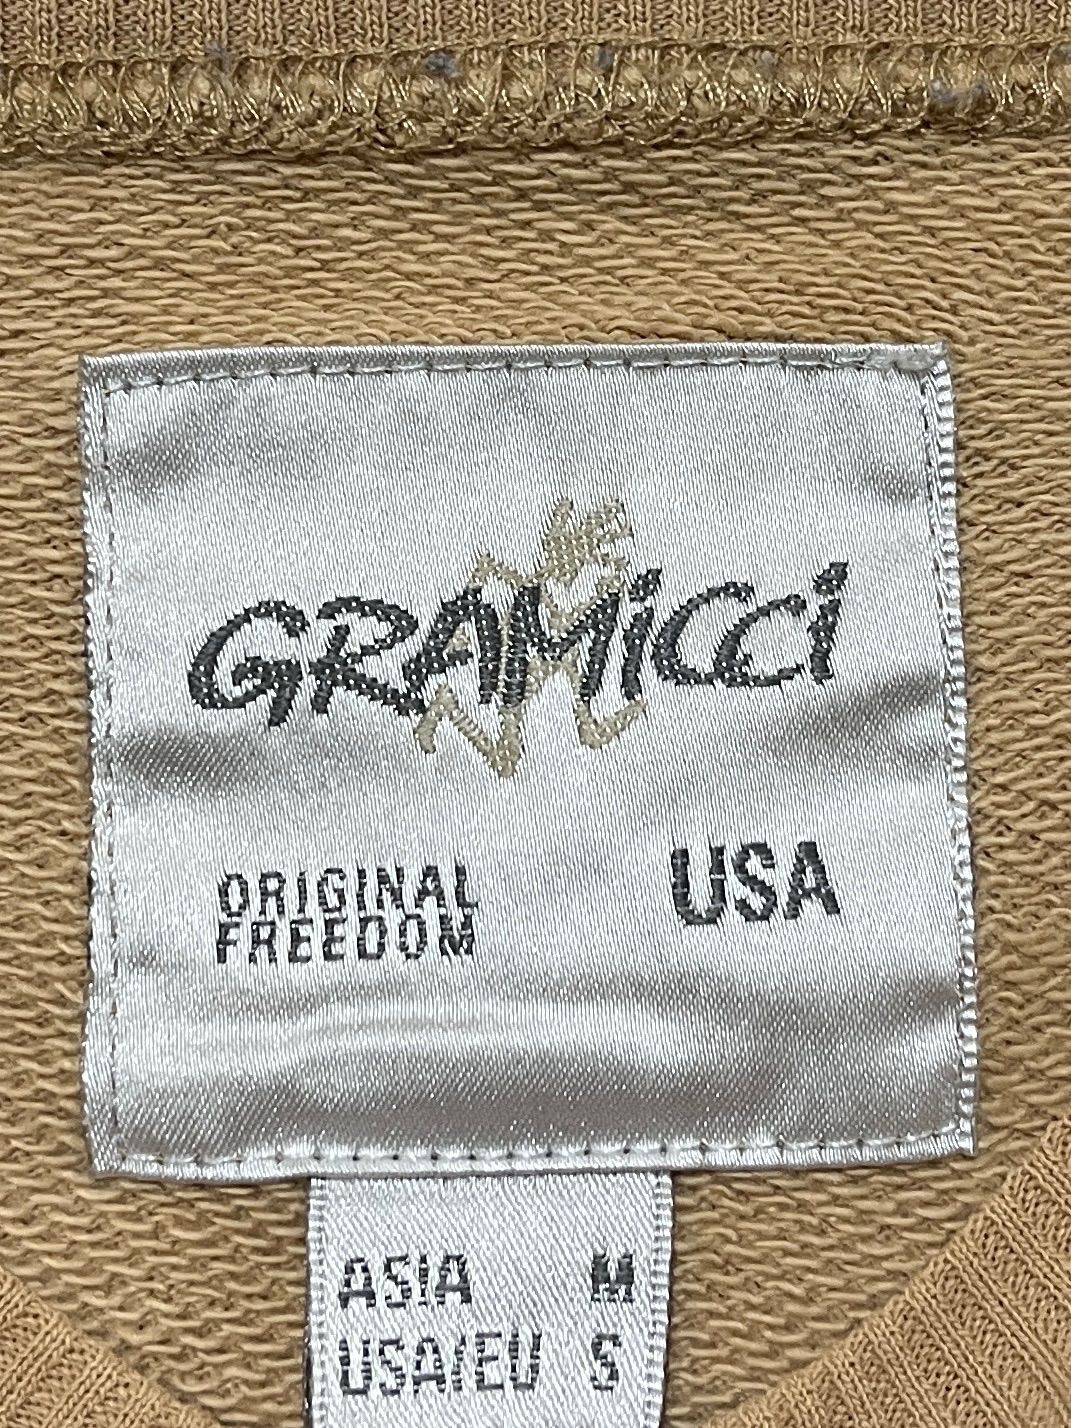 GRAMiCCi
ORIGINAL
FREEDOM
USA
ASIA M
USA/EU S